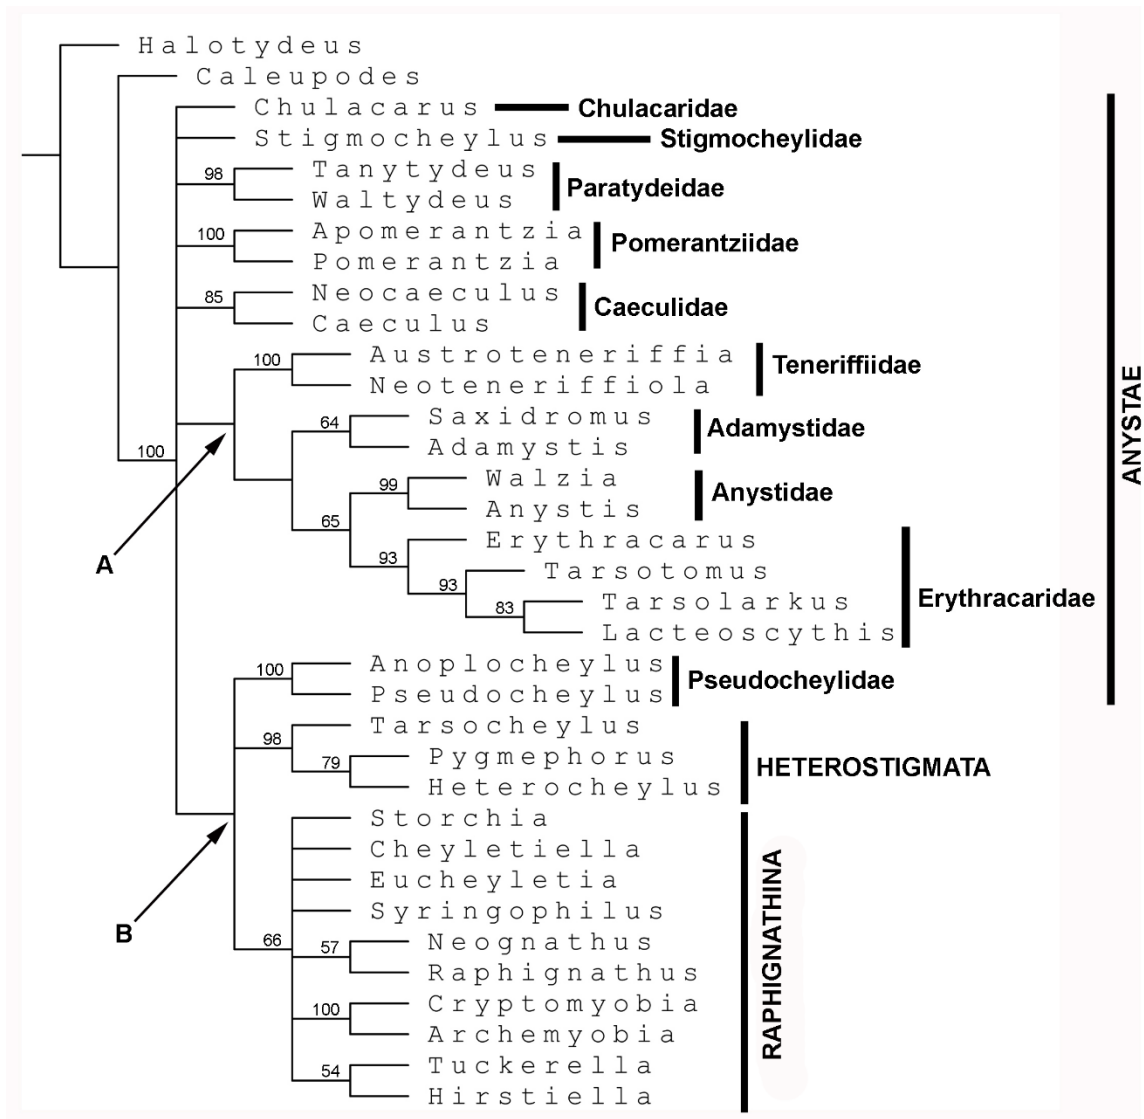 Halotydeus
Caleupodes
Chulacarus Chulacaridae
Stigmocheylus Stigmocheylidae
98 Tanytydeus
Waltydeus
Paratydeidae
100 Apomerantzia
Pomerantzia
Pomerantziidae
85 Neocaeculus
Caeculus
Caeculidae
100 Austroteneriffia
Neoteneriffiola
Teneriffiidae
64 Saxidromus
Adamystis
Adamystidae
100
99 Walzia
Anystis
Anystidae
65
93 Erythracarus
93 Tarsotomus
83 Tarsolarkus
Lacteoscythis
Erythracaridae
A
ANYSTAE
100 Anoplocheylus
Pseudocheylus
Pseudocheylidae
98 Tarsocheylus
79 Pygmephorus
Heterocheylus
HETEROSTIGMATA
B
66
Storchia
Cheyletiella
Eucheyletia
Syringophilus
57 Neognathus
Raphignathus
100 Cryptomyobia
Archemyobia
54 Tuckerella
Hirstiella
RAPHIGNATHINA